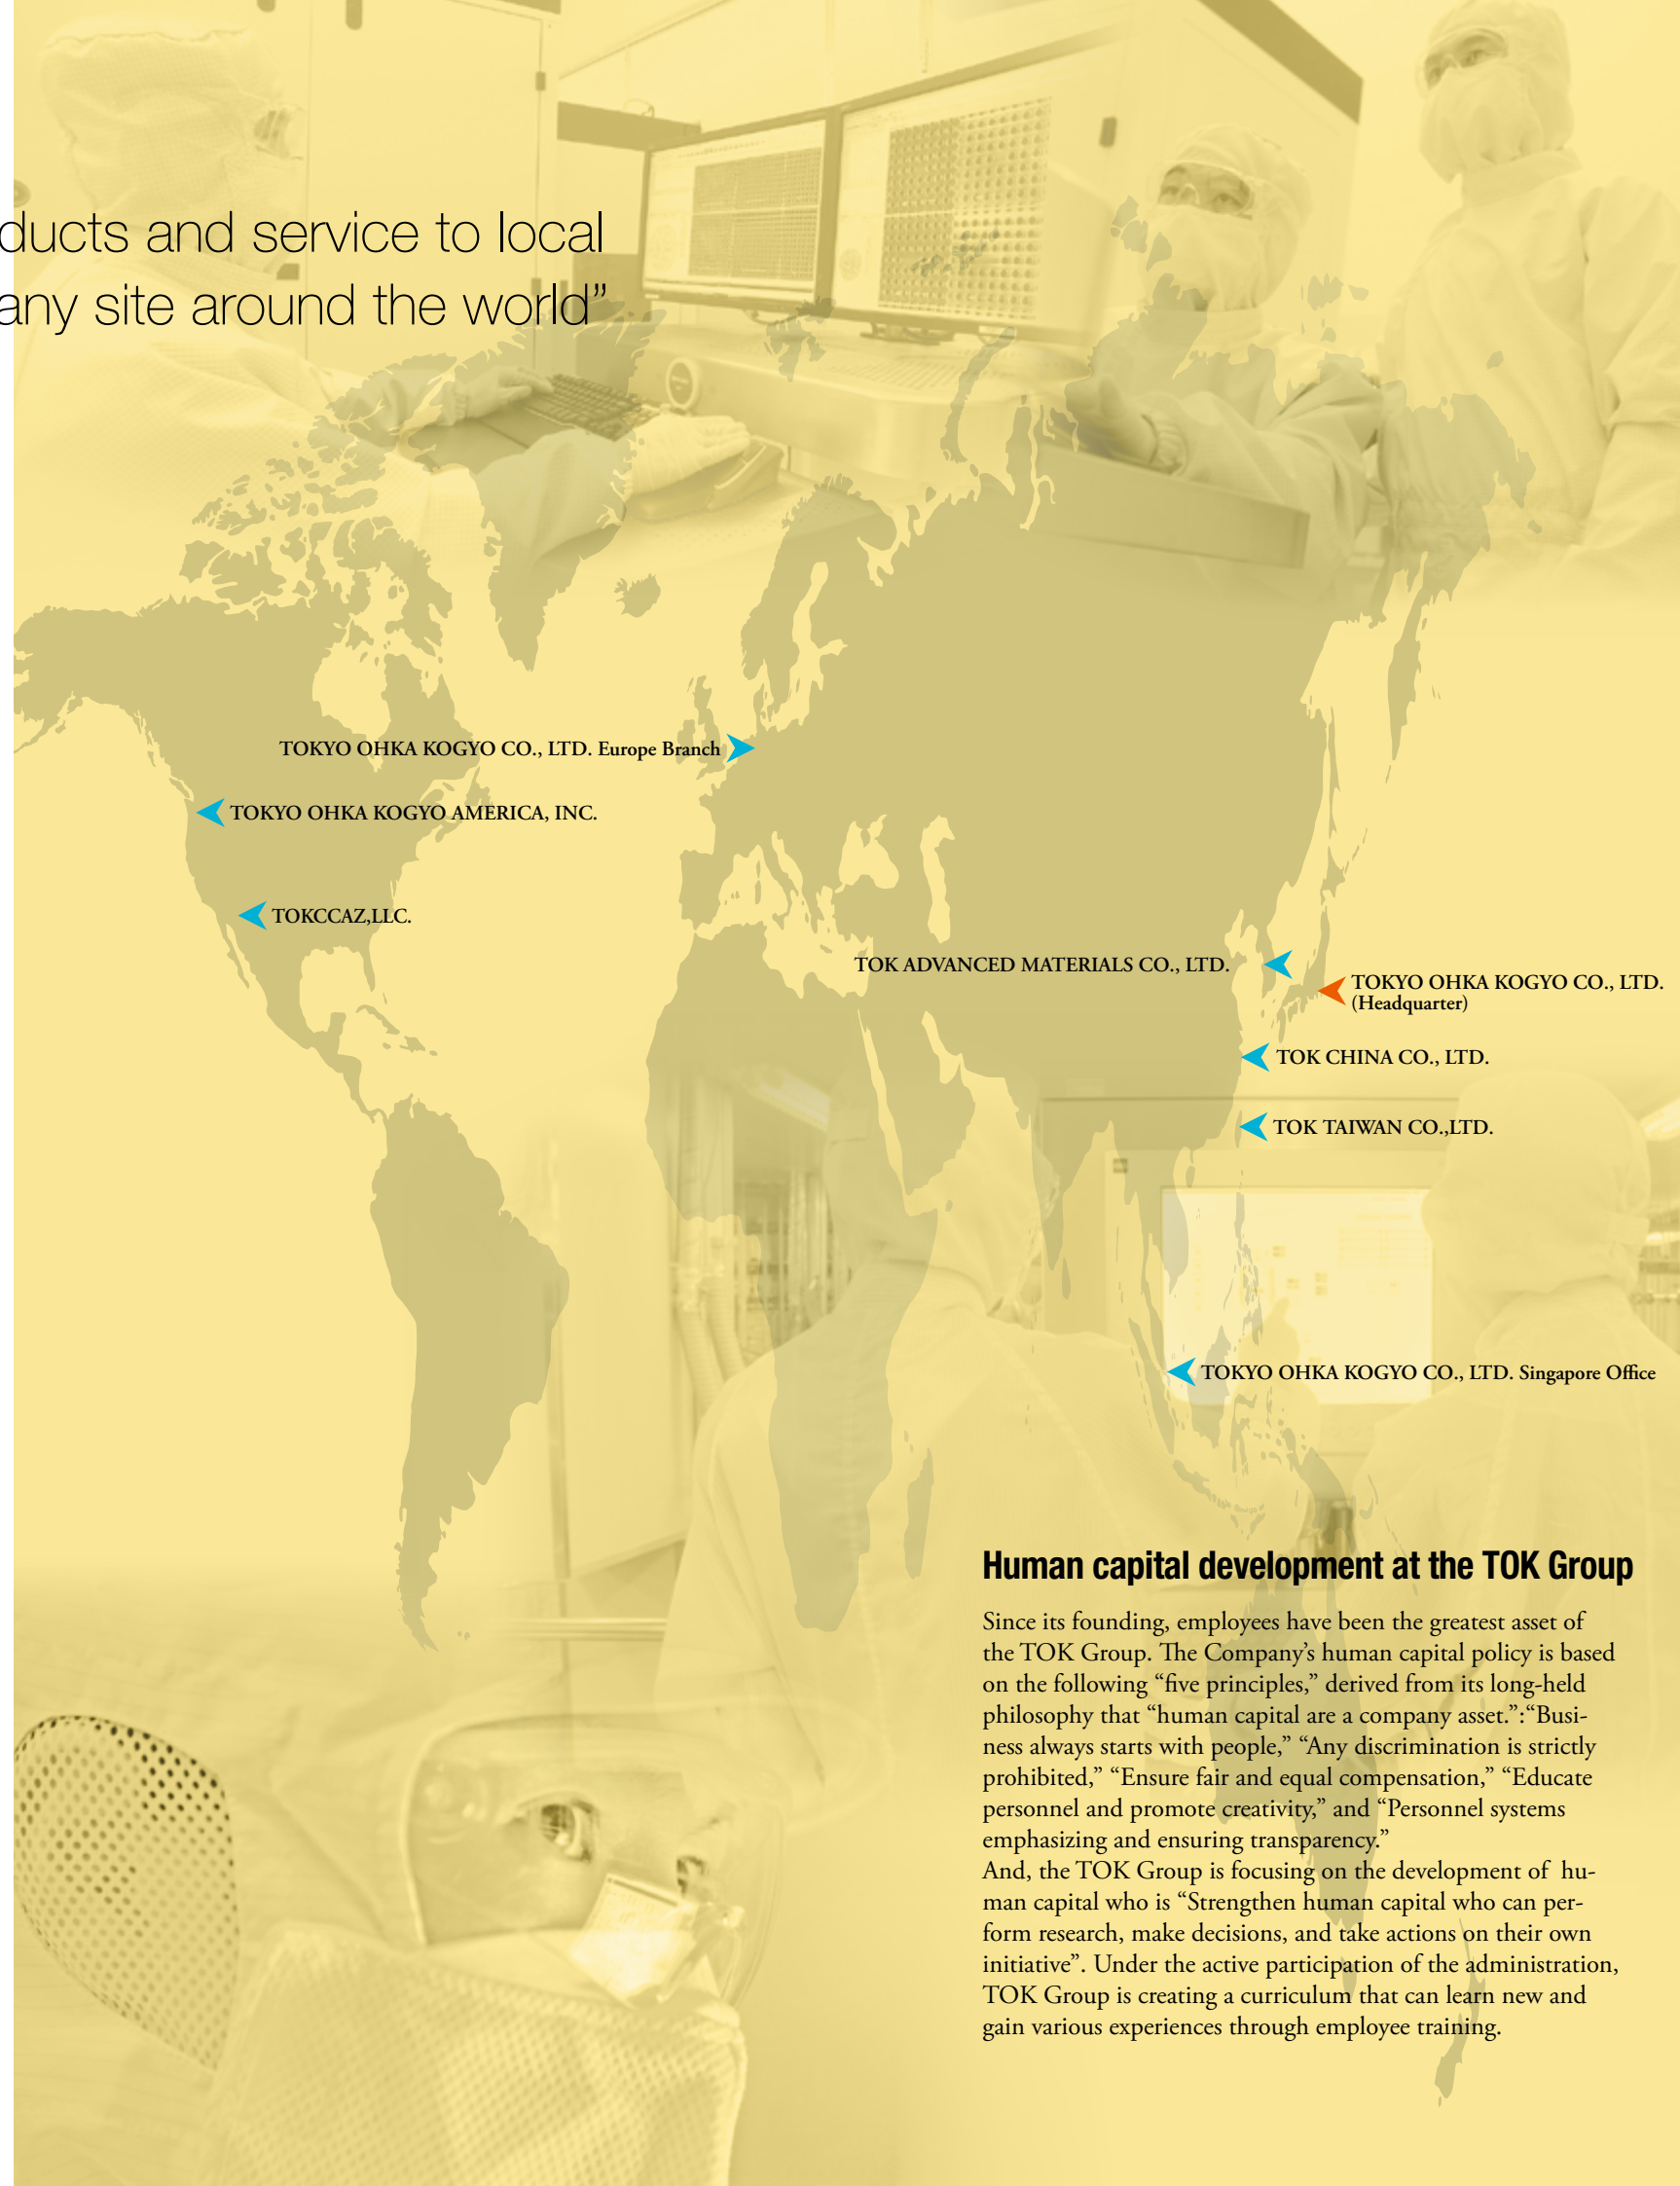 ducts and service to local
any site around the world”
TOKYO OHKA KOGYO CO., LTD. Europe Branch
TOKYO OHKA KOGYO AMERICA, INC.
TOKCCAZ,LLC.
TOK ADVANCED MATERIALS CO., LTD.
TOKYO OHKA KOGYO CO., LTD.
(Headquarter)
TOK CHINA CO., LTD.
TOK TAIWAN CO.,LTD.
TOKYO OHKA KOGYO CO., LTD. Singapore Office
Human capital development at the TOK Group
Since its founding, employees have been the greatest asset of
the TOK Group. The Company’s human capital policy is based
on the following “five principles,” derived from its long-held
philosophy that “human capital are a company asset.”:“Busi-
ness always starts with people,” “Any discrimination is strictly
prohibited,” “Ensure fair and equal compensation,” “Educate
personnel and promote creativity,” and “Personnel systems
emphasizing and ensuring transparency.”
And, the TOK Group is focusing on the development of hu-
man capital who is “Strengthen human capital who can per-
form research, make decisions, and take actions on their own
initiative”. Under the active participation of the administration,
TOK Group is creating a curriculum that can learn new and
gain various experiences through employee training.